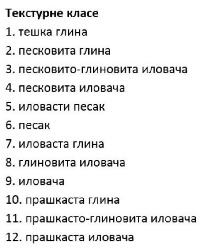 Текстурне класе
1. тешка глина
2. песковита глина
3. песковито-глиновита иловача
4. песковита иловача
5. иловасти песак
6. песак
7. иловаста глина
8. глиновита иловача
9. иловача
10. прашкаста глина
11. прашкасто-глиновита иловача
12. прашкаста иловача